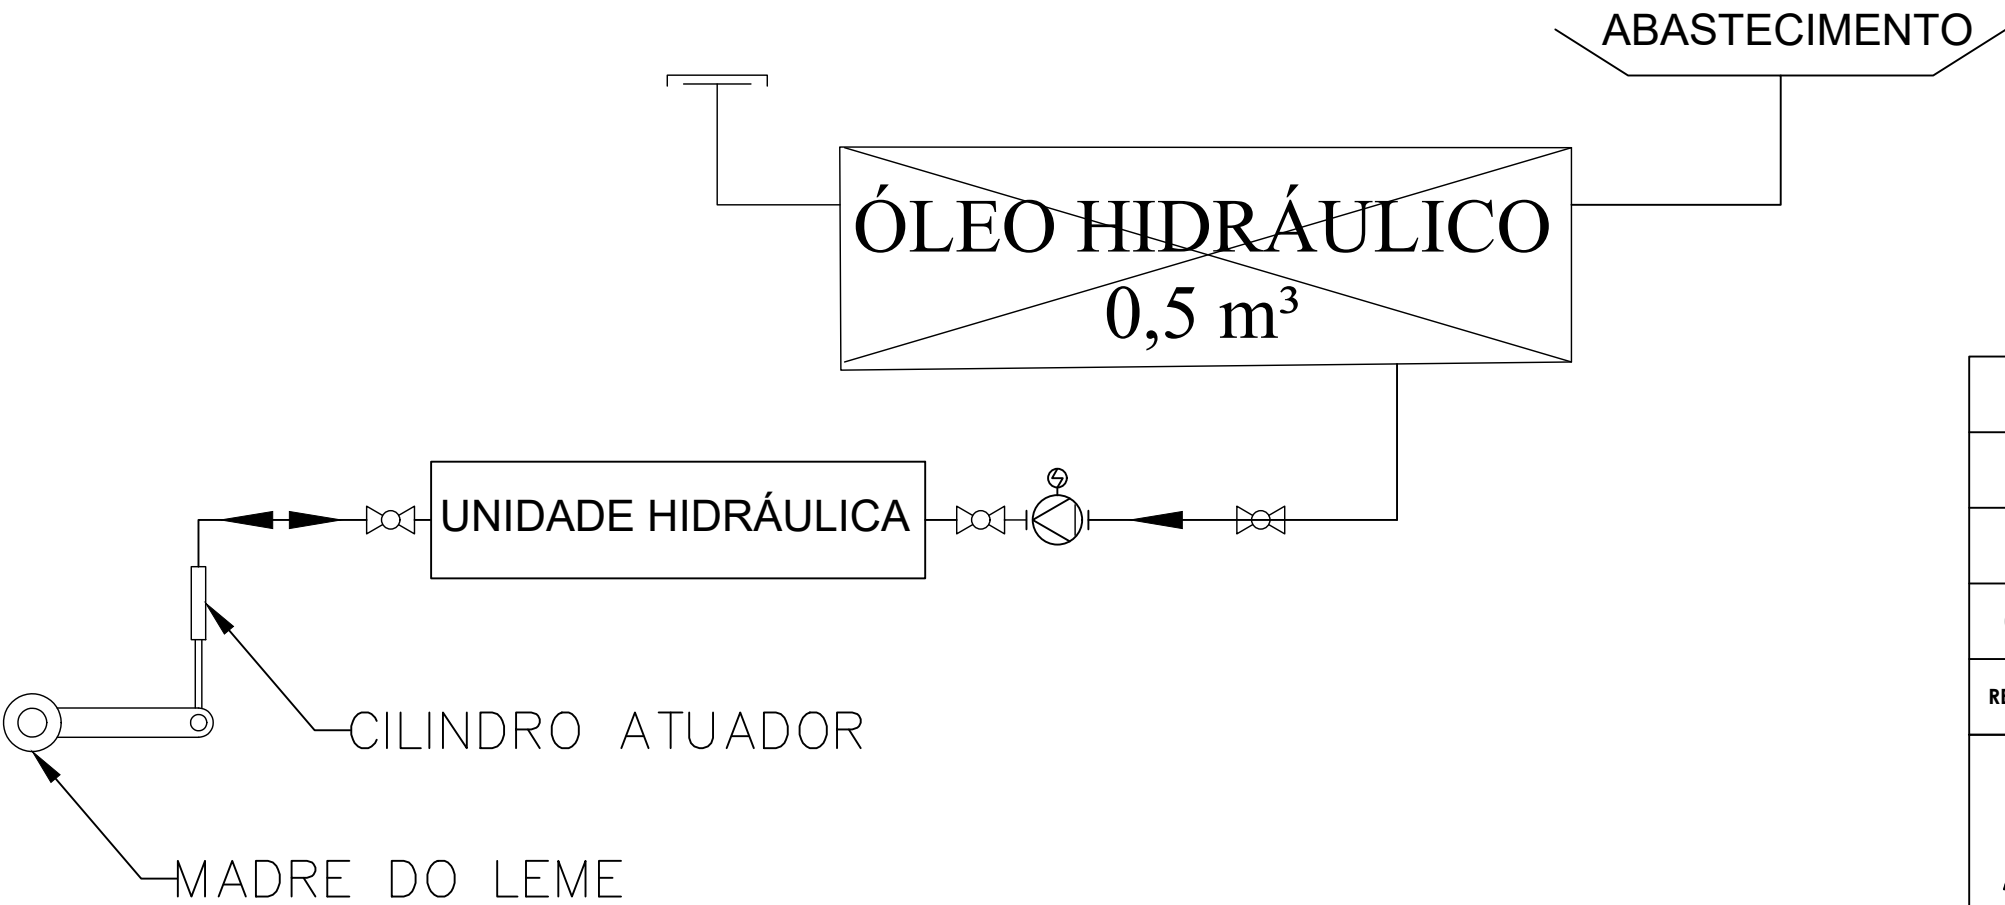 ABASTECIMENTO
ÓLEO HIDRÁULICO
0,5 m³
UNIDADE HIDRÁULICA
CILINDRO ATUADOR
MADRE DO LEME